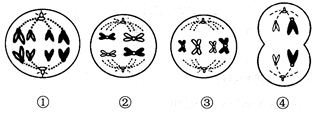 ① ② ③ ④